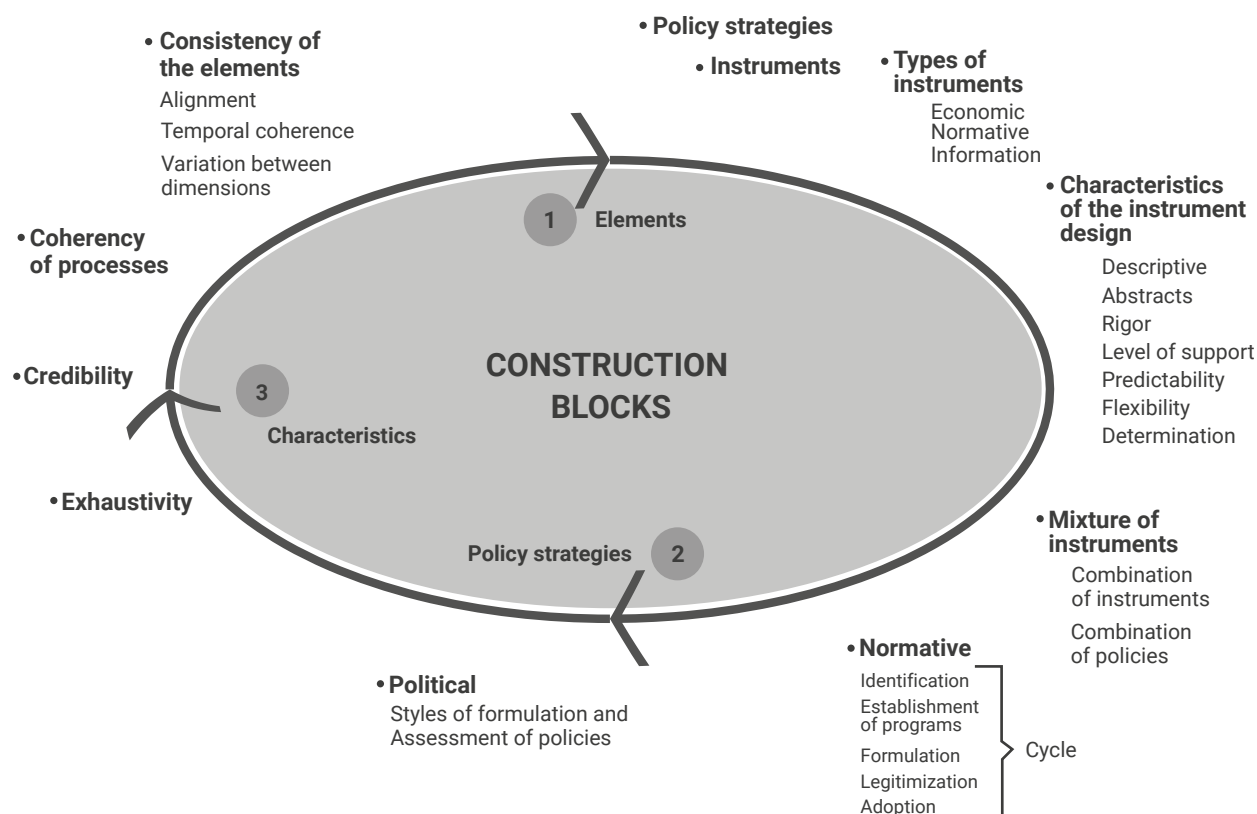 • Policy strategies
• Instruments
• Types of
instruments
Economic
Normative
Information
• Characteristics
of the instrument
design
Descriptive
Abstracts
Rigor
Level of support
Predictability
Flexibility
Determination
• Mixture of
instruments
Combination
of instruments
Combination
of policies
• Normative
Identification
Establishment
of programs
Formulation
Legitimization
Adoption
Cycle
• Political
Styles of formulation and
Assessment of policies
• Exhaustivity
• Credibility
• Coherency
of processes
• Consistency of
the elements
Alignment
Temporal coherence
Variation between
dimensions
1
Elements
CONSTRUCTION
BLOCKS
3
Characteristics
Policy strategies
2